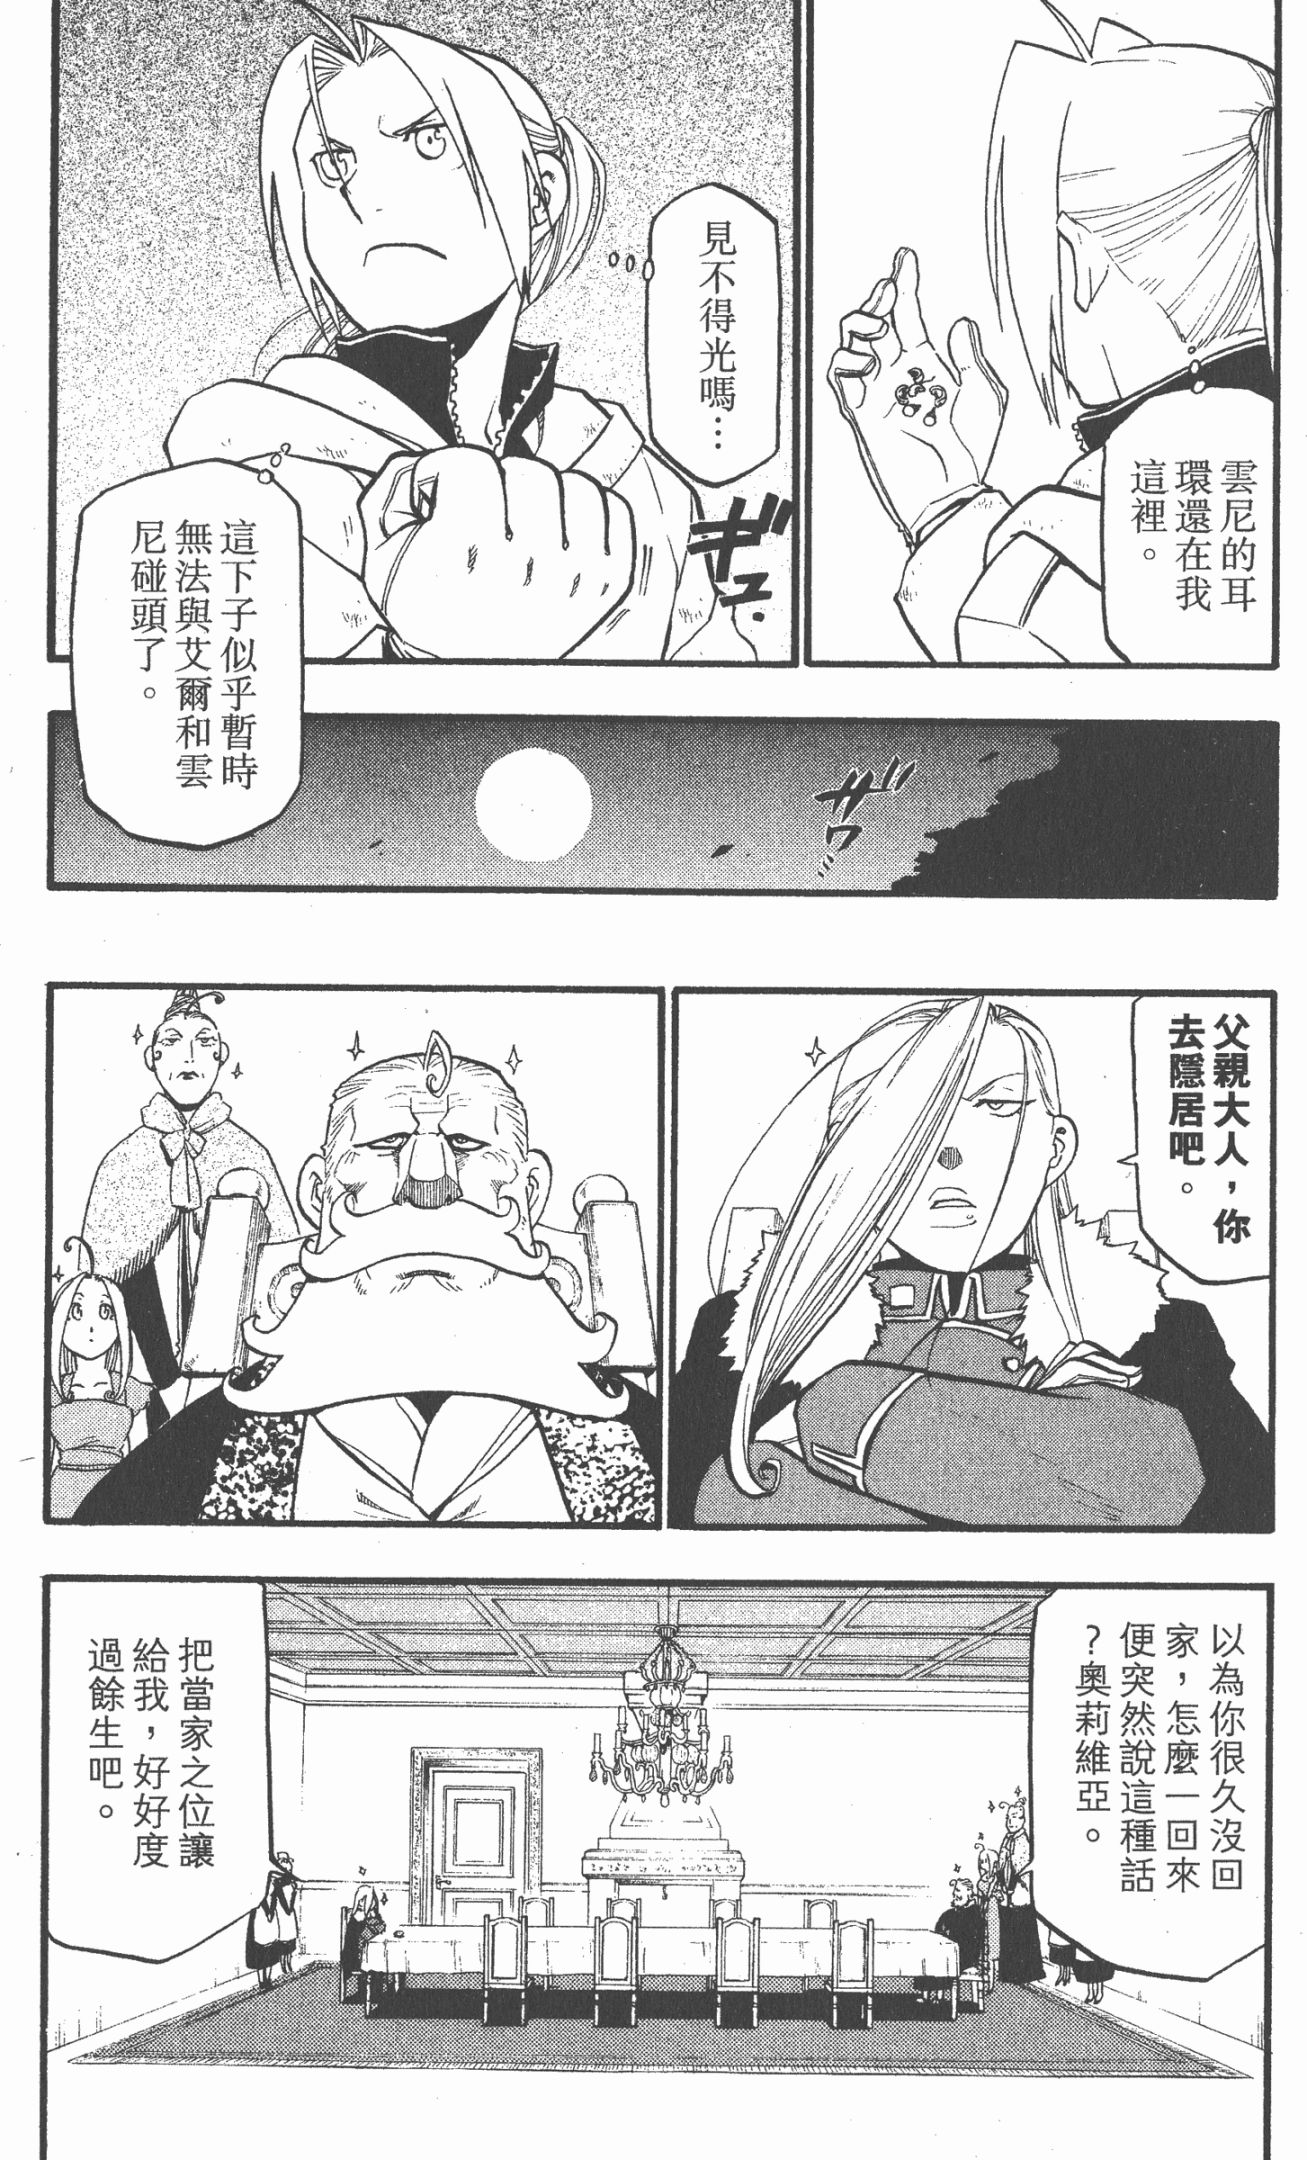 雲尼的耳
環還在我
這裡。
見不得光嗎…
ギュ
這下子似乎暫時
無法與艾爾和雲
尼碰頭了。
ザワ…
父親大人，你
去隱居吧。
以為你很久沒回
家，怎麼一回來
便突然說這種話
？奧莉維亞。
把當家之位讓
給我，好好度
過餘生吧。